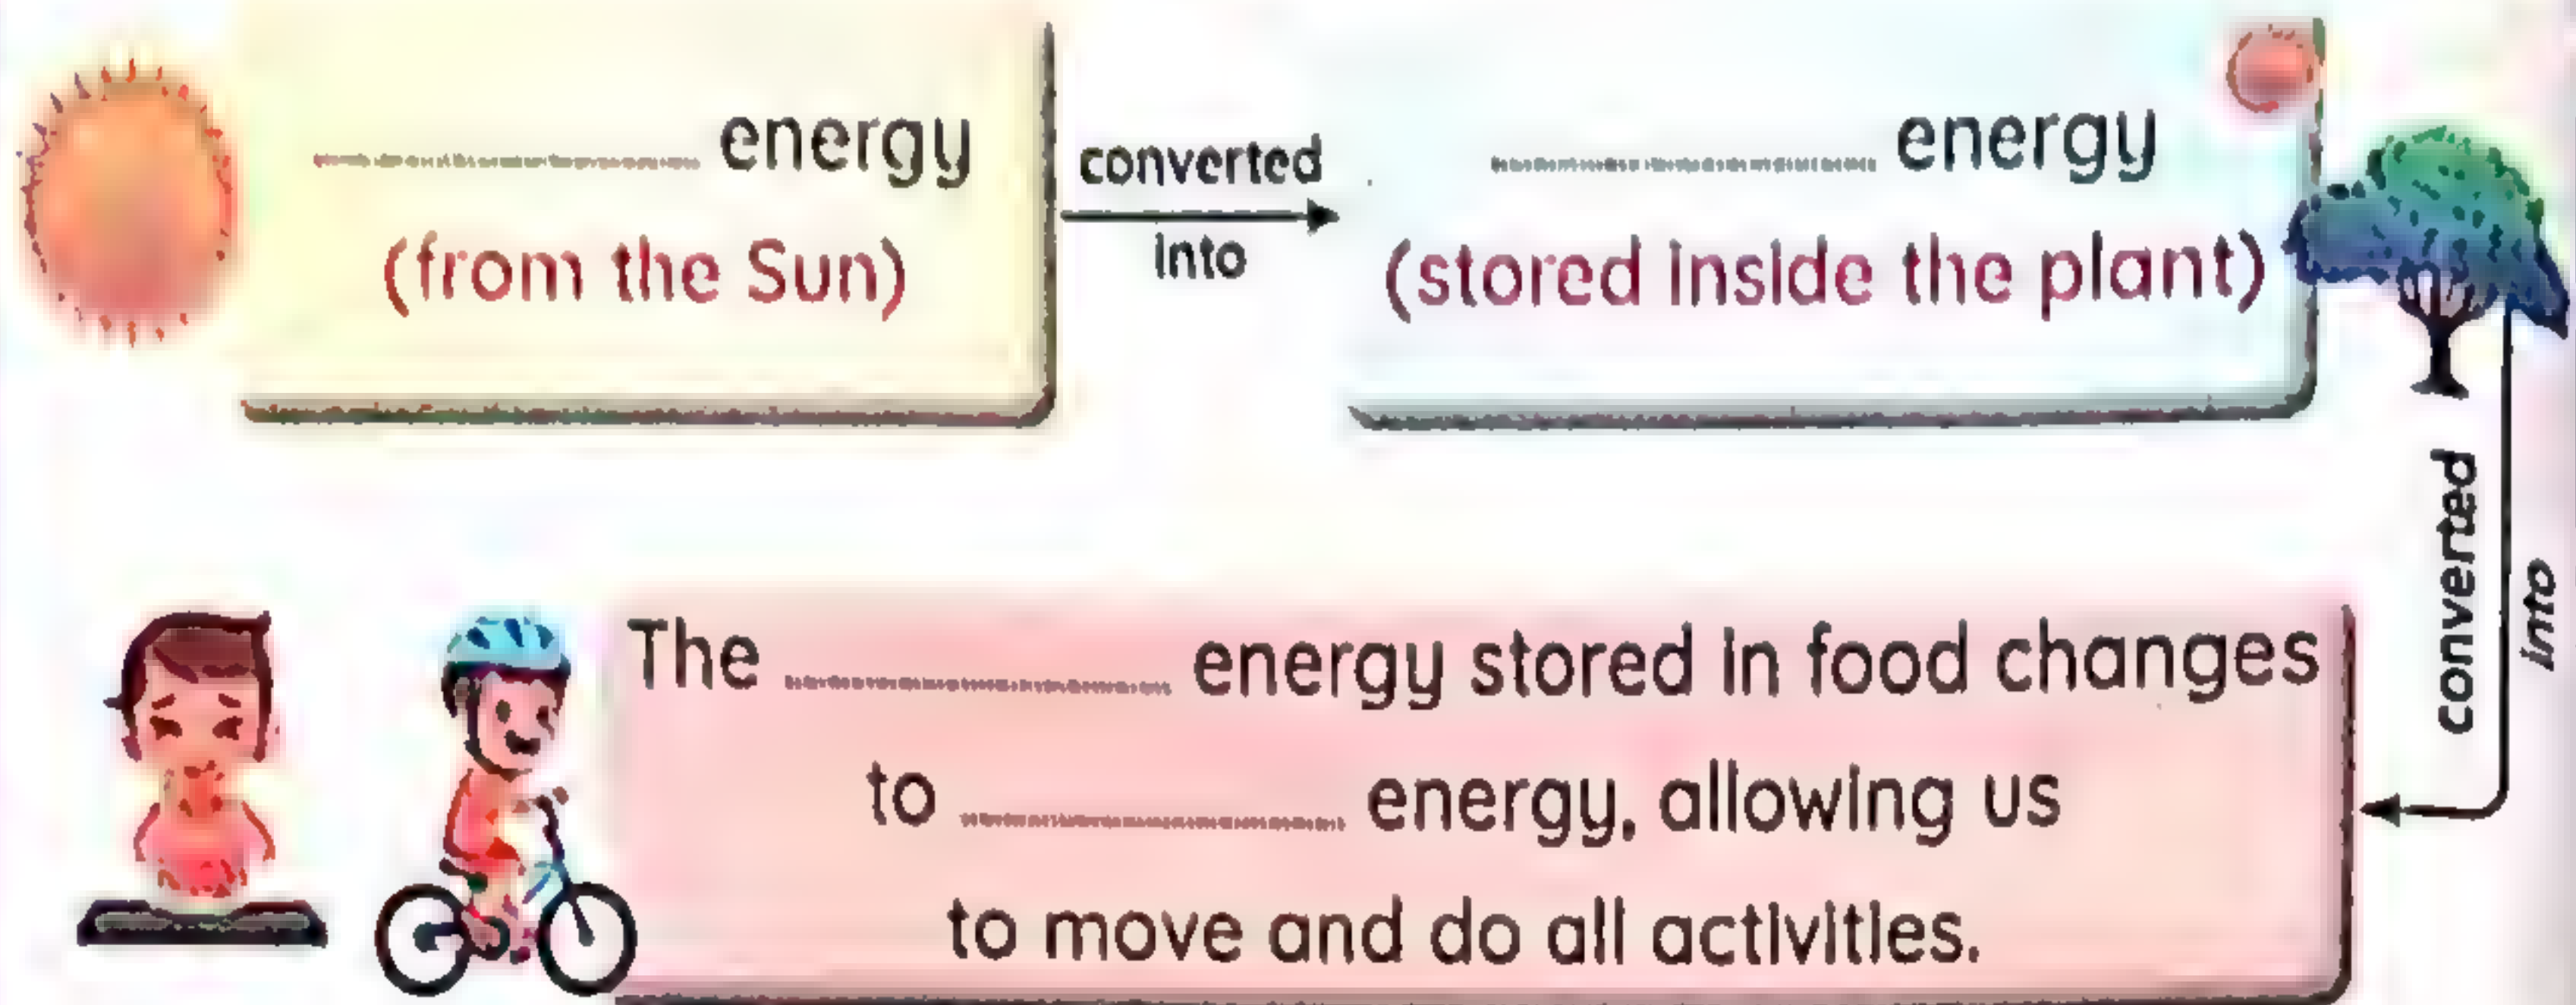 energy
(from the Sun)
converted
into
energy
(stored inside the plant)
converted
into
The energy stored in food changes
to energy, allowing us
to move and do all activities.